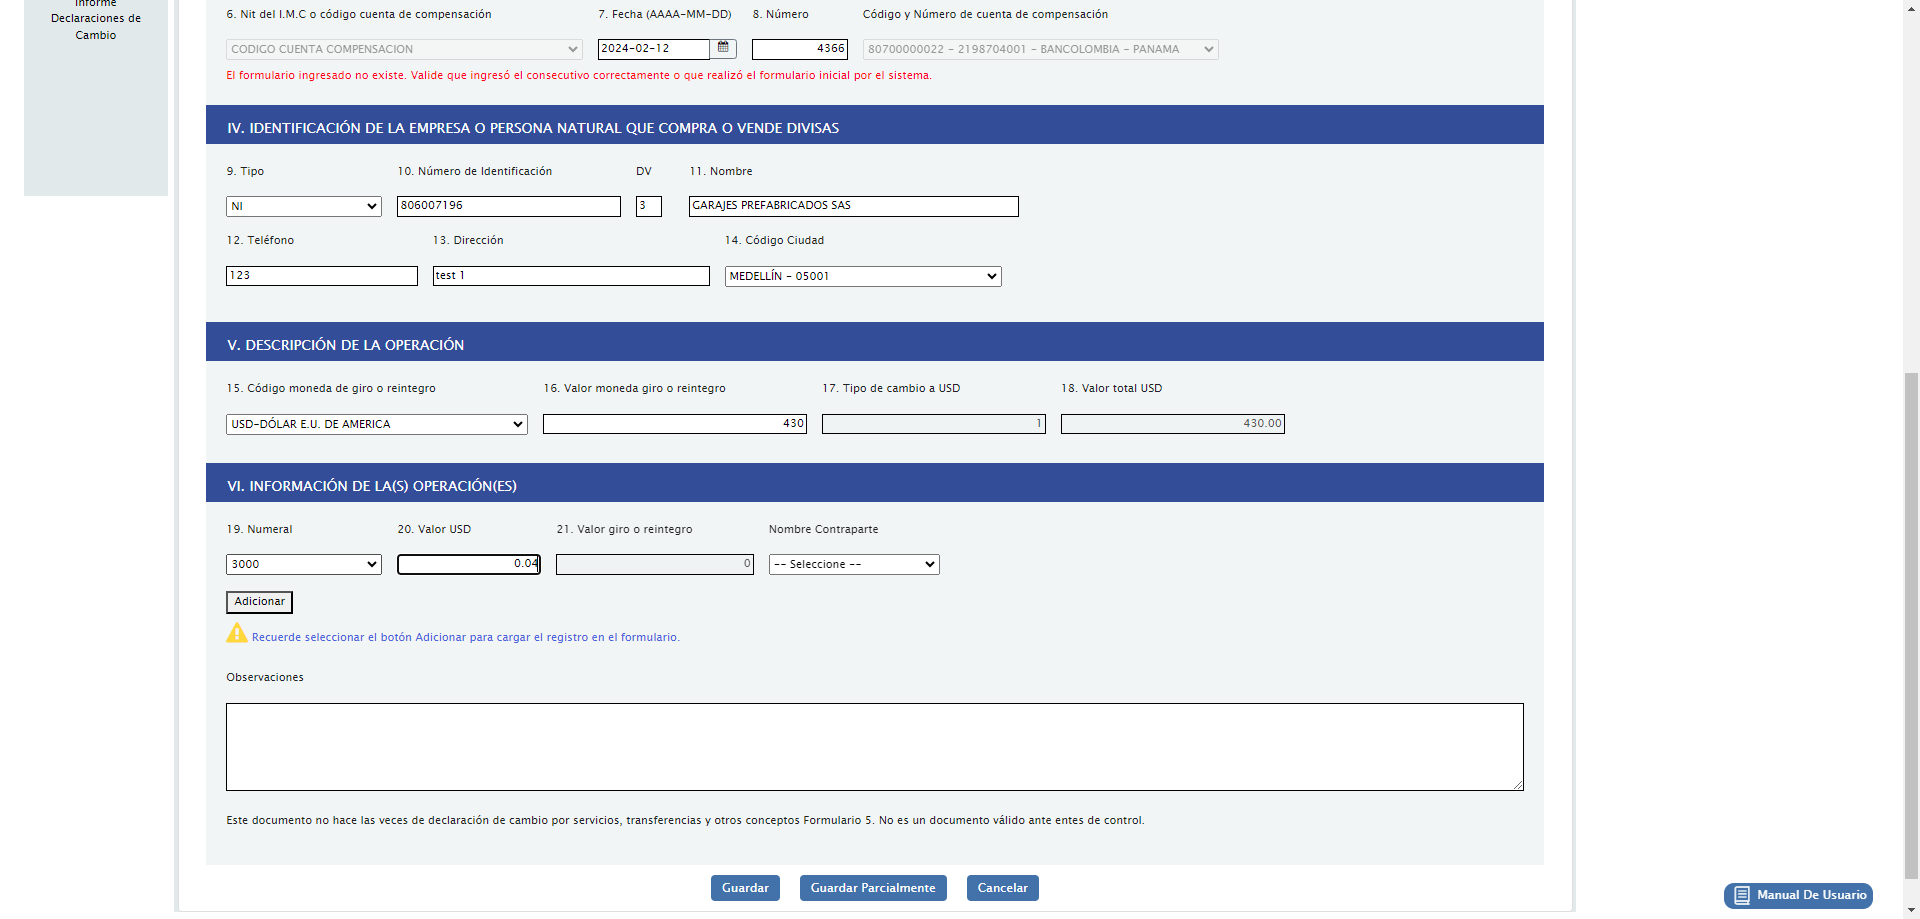 Informe
Declaraciones de
Cambio
6. Nit del I.M.C o código cuenta de compensación
7. Fecha (AAAA-MM-DD)
8. Número
Código y Número de cuenta de compensación
CODIGO CUENTA COMPENSACION
2024-02-12
4366
80700000022 - 2198704001 - BANCOLOMBIA - PANAMA
El formulario ingresado no existe. Valide que ingresó el consecutivo correctamente o que realizó el formulario inicial por el sistema.
IV. IDENTIFICACIÓN DE LA EMPRESA O PERSONA NATURAL QUE COMPRA O VENDE DIVISAS
9. Tipo
10. Número de Identificación
DV
11. Nombre
NI
806007196
3
GARAJES PREFABRICADOS SAS
12. Teléfono
13. Dirección
14. Código Ciudad
123
test 1
MEDELLÍN - 05001
V. DESCRIPCIÓN DE LA OPERACIÓN
15. Código moneda de giro o reintegro
16. Valor moneda giro o reintegro
17. Tipo de cambio a USD
18. Valor total USD
USD-DÓLAR E.U. DE AMERICA
430
1
430.00
VI. INFORMACIÓN DE LA(S) OPERACIÓN(ES)
19. Numeral
20. Valor USD
21. Valor giro o reintegro
Nombre Contraparte
3000
0.04
0
-- Seleccione --
Adicionar
Recuerde seleccionar el botón Adicionar para cargar el registro en el formulario.
Observaciones
Este documento no hace las veces de declaración de cambio por servicios, transferencias y otros conceptos Formulario 5. No es un documento válido ante entes de control.
Guardar
Guardar Parcialmente
Cancelar
Manual De Usuario